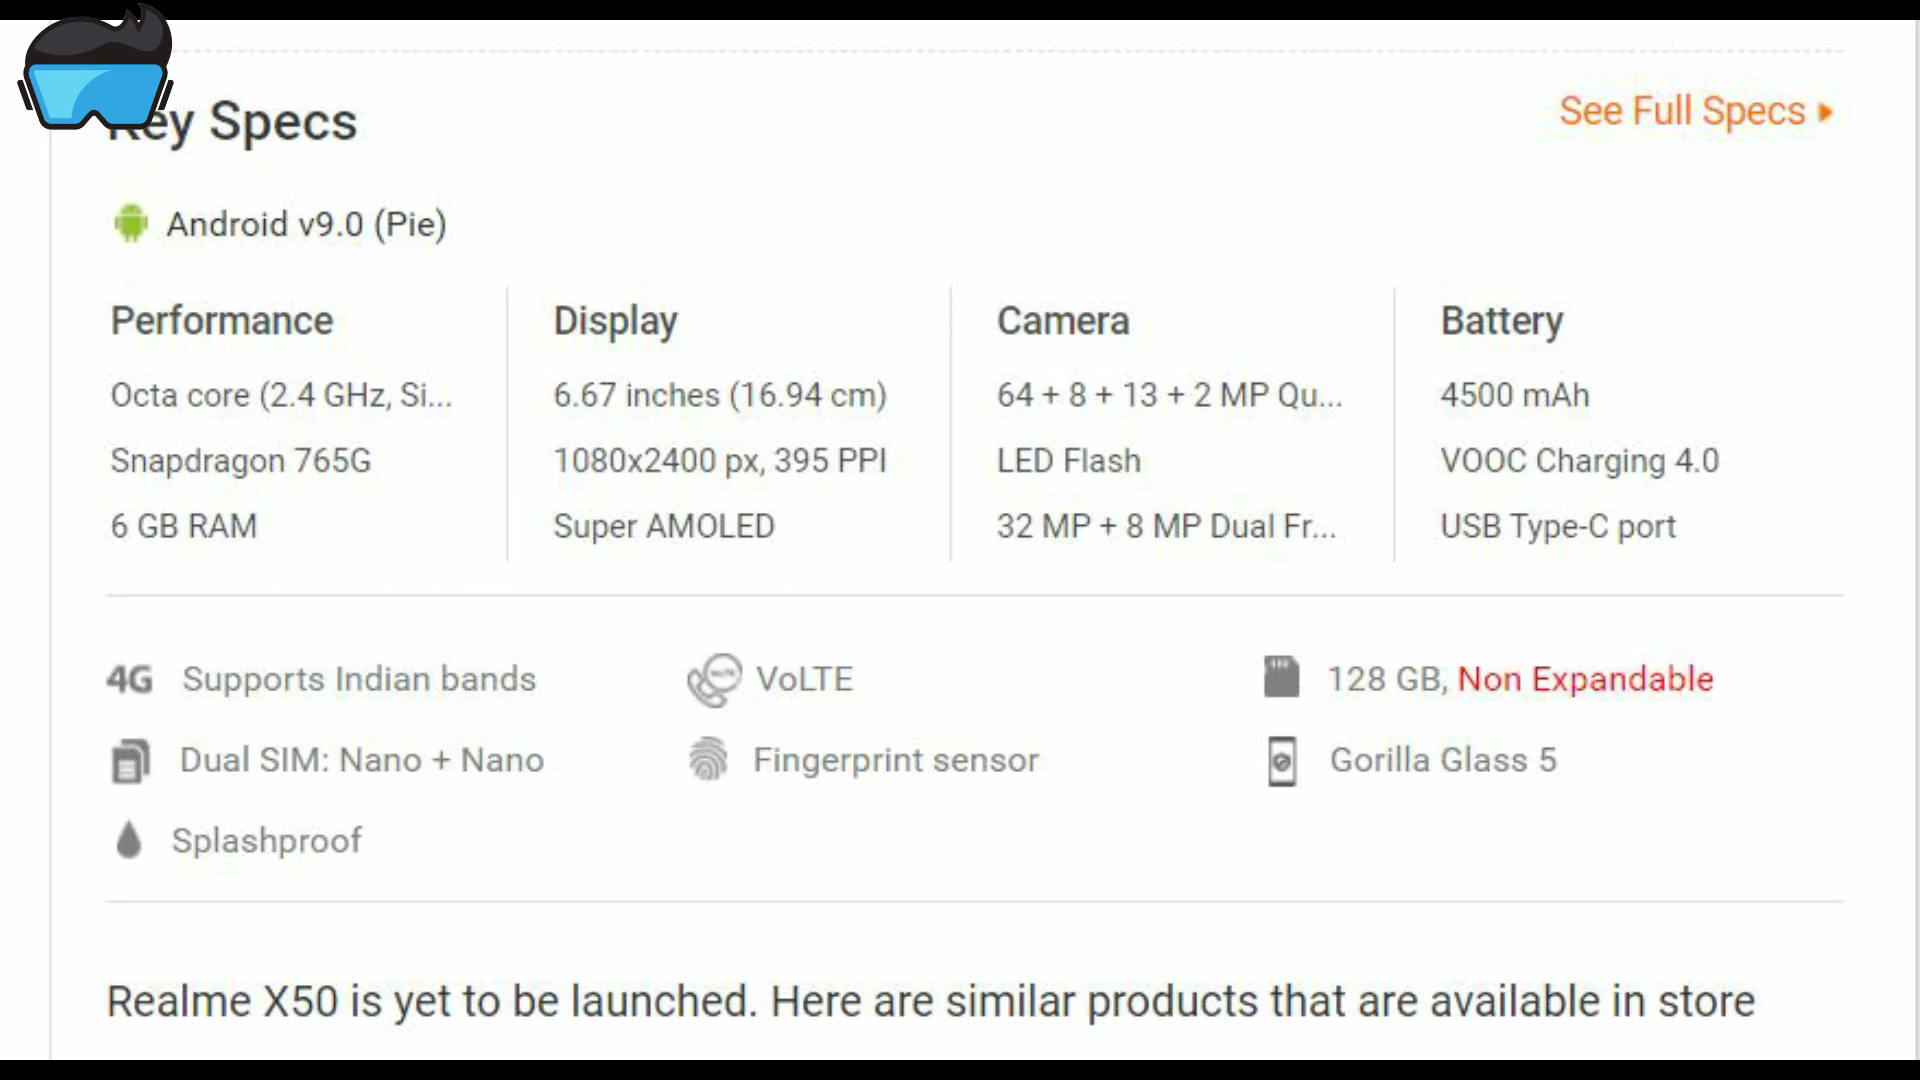 Key Specs
See Full Specs
Android v9.0 (Pie)
Performance
Octa core (2.4 GHz, Si...
Snapdragon 765G
6 GB RAM
Display
6.67 inches (16.94 cm)
1080x2400 px, 395 PPI
Super AMOLED
Camera
64 + 8 + 13 + 2 MP Qu...
LED Flash
32 MP + 8 MP Dual Fr...
Battery
4500 mAh
VOOC Charging 4.0
USB Type-C port
4G Supports Indian bands
VoLTE
128 GB, Non Expandable
Dual SIM: Nano + Nano
Fingerprint sensor
Gorilla Glass 5
Splashproof
Realme X50 is yet to be launched. Here are similar products that are available in store